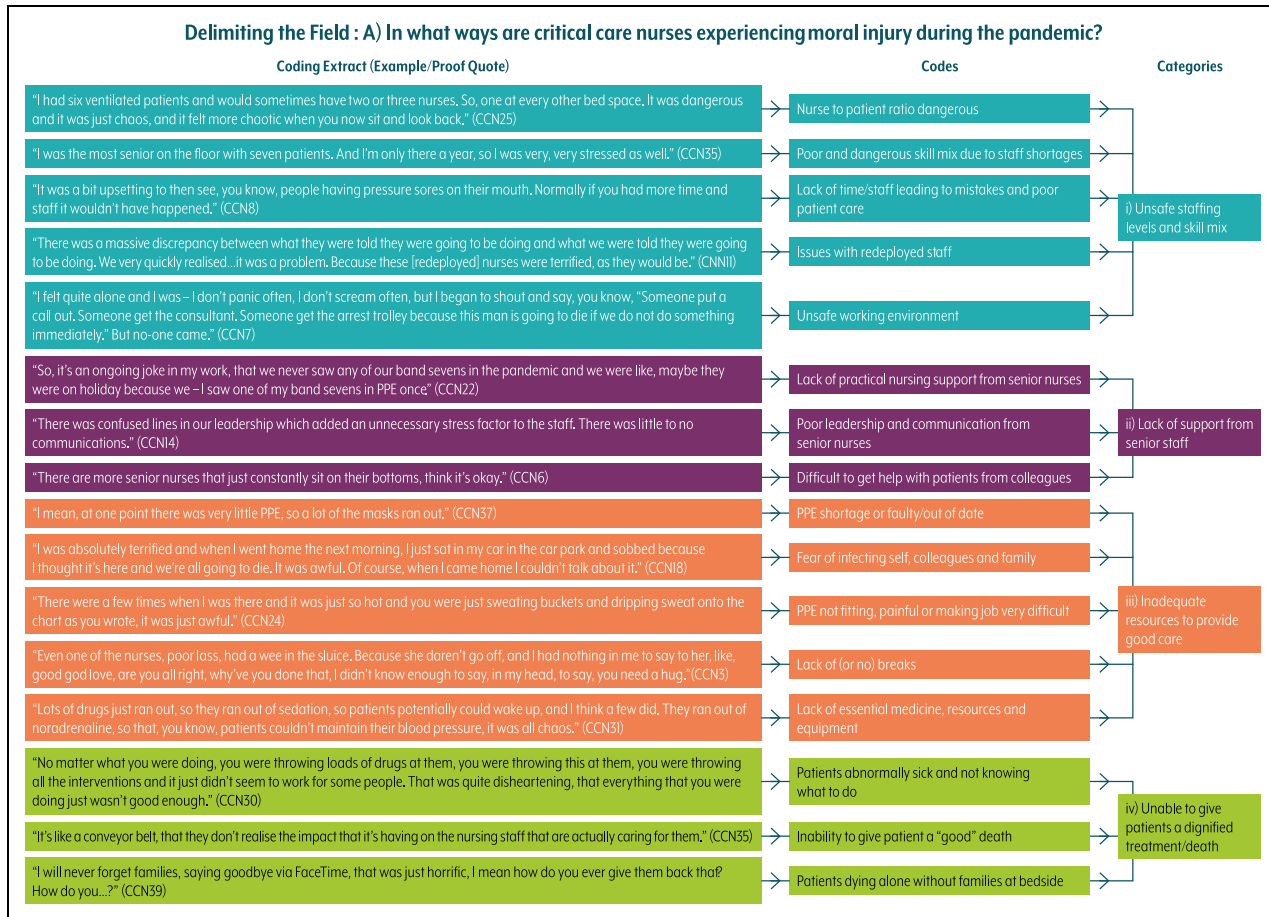 Delimiting the Field : A) In what ways are critical care nurses experiencing moral injury during the pandemic?
Coding Extract (Example/Proof Quote)
Codes
Categories
“I had six ventilated patients and would sometimes have two or three nurses. So, one at every other bed space. It was dangerous
and it was just chaos, and it felt more chaotic when you now sit and look back.” (CCN25)
Nurse to patient ratio dangerous
“I was the most senior on the floor with seven patients. And I’m only there a year, so I was very, very stressed as well.” (CCN35)
Poor and dangerous skill mix due to staff shortages
“It was a bit upsetting to then see, you know, people having pressure sores on their mouth. Normally if you had more time and
staff it wouldn’t have happened.” (CCN8)
Lack of time/staff leading to mistakes and poor
patient care
“There was a massive discrepancy between what they were told they were going to be doing and what we were told they were going
to be doing. We very quickly realised...it was a problem. Because these [redeployed] nurses were terrified, as they would be.” (CNN11)
Issues with redeployed staff
“I felt quite alone and I was – I don’t panic often, I don’t scream often, but I began to shout and say, you know, “Someone put a
call out. Someone get the consultant. Someone get the arrest trolley because this man is going to die if we do not do something
immediately.” But no-one came.” (CCN7)
Unsafe working environment
i) Unsafe staffing
levels and skill mix
“So, it’s an ongoing joke in my work, that we never saw any of our band sevens in the pandemic and we were like, maybe they
were on holiday because we – I saw one of my band sevens in PPE once.” (CCN22)
Lack of practical nursing support from senior nurses
“There was confused lines in our leadership which added an unnecessary stress factor to the staff. There was little to no
communications.” (CCN14)
Poor leadership and communication from
senior nurses
“There are more senior nurses that just constantly sit on their bottoms, think it’s okay.” (CCN6)
Difficult to get help with patients from colleagues
ii) Lack of support from
senior staff
“I mean, at one point there was very little PPE, so a lot of the masks ran out.” (CCN37)
PPE shortage or faulty/out of date
“I was absolutely terrified and when I went home the next morning, I just sat in my car in the car park and sobbed because
I thought it’s here and we’re all going to die. It was awful. Of course, when I came home I couldn’t talk about it.” (CCN18)
Fear of infecting self, colleagues and family
“There were a few times when I was there and it was just so hot and you were just sweating buckets and dripping sweat onto the
chart as you wrote, it was just awful.” (CCN24)
PPE not fitting, painful or making job very difficult
“Even one of the nurses, poor lass, had a wee in the sluice. Because she daren’t go off, and I had nothing in me to say to her, like,
good god love, are you all right, why’ve you done that, I didn’t know enough to say, in my head, to say, you need a hug.”(CCN3)
Lack of (or no) breaks
“Lots of drugs just ran out, so they ran out of sedation, so patients potentially could wake up, and I think a few did. They ran out of
noradrenaline, so that, you know, patients couldn’t maintain their blood pressure, it was all chaos.” (CCN31)
Lack of essential medicine, resources and
equipment
iii) Inadequate
resources to provide
good care
“No matter what you were doing, you were throwing loads of drugs at them, you were throwing this at them, you were throwing
all the interventions and it just didn’t seem to work for some people. That was quite disheartening, that everything that you were
doing just wasn’t good enough.” (CCN30)
Patients abnormally sick and not knowing
what to do
“It’s like a conveyor belt, that they don’t realise the impact that it’s having on the nursing staff that are actually caring for them.” (CCN35)
Inability to give patient a “good” death
“I will never forget families, saying goodbye via FaceTime, that was just horrific, I mean how do you ever give them back that?
How do you...?” (CCN39)
Patients dying alone without families at bedside
iv) Unable to give
patients a dignified
treatment/death